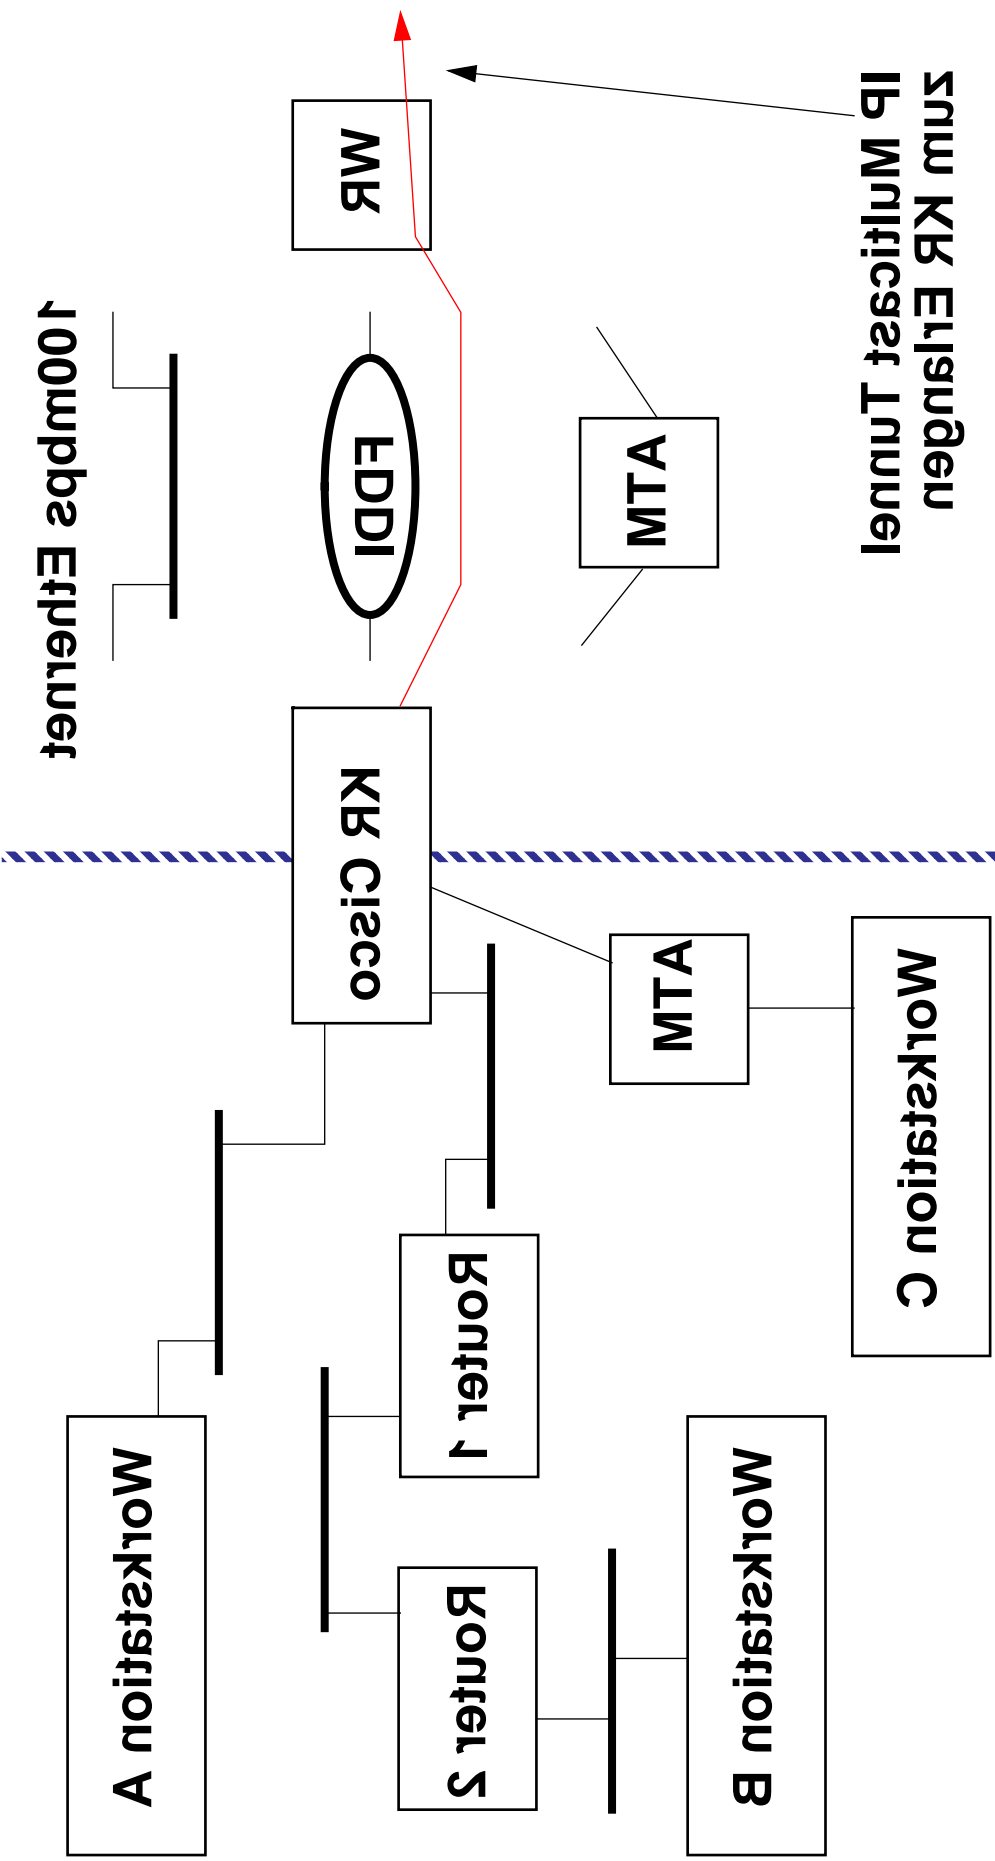 100mbps Ethernet
Workstation A
WR
FDDI
KR Cisco
Router 1
Router 2
ATM
ATM
Workstation B
IP Multicast Tunnel
zum KR Erlangen
Workstation C